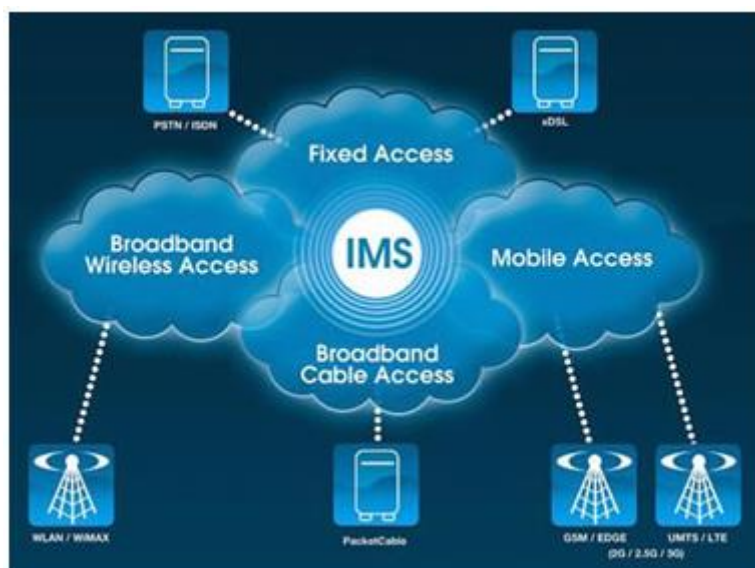 PSTN / ISDN
xDSL
Fixed Access
Broadband
Wireless Access
IMS
Mobile Access
Broadband
Cable Access
WLAN / WiMAX
PacketCable
GSM / EDGE
UMTS / LTE
(2G / 2.5G / 3G)